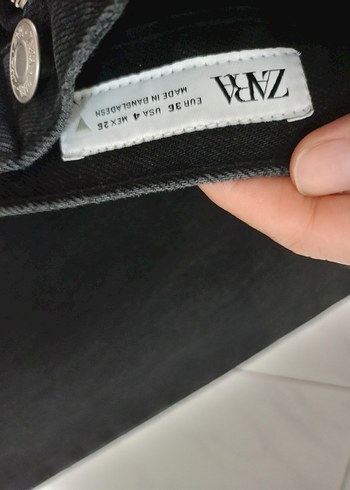 ZARA
EUR 36 USA 4 MEX 26
MADE IN BANGLADESH